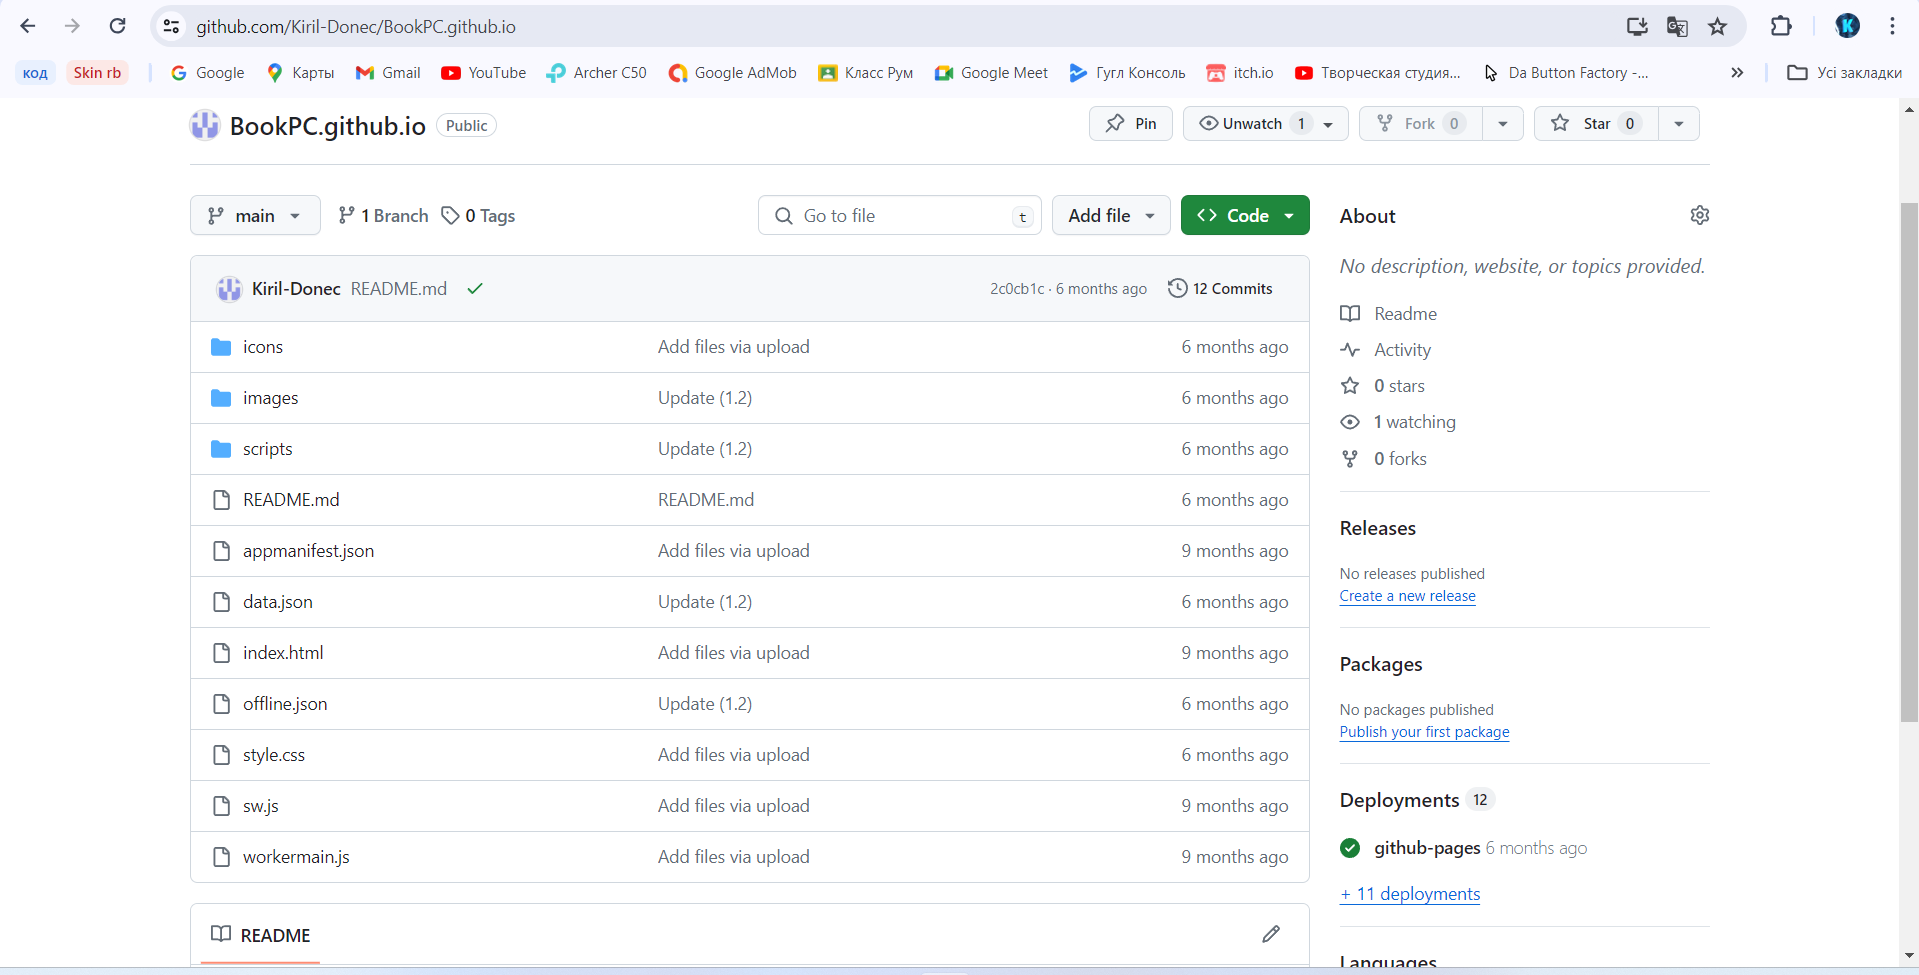 github.com/Kiril-Donec/BookPC.github.io
код Skin rb Google Карты Gmail YouTube Archer C50 Google AdMob Класс Рум Google Meet Гугл Консоль itch.io Творческая студия... Da Button Factory -... Усі закладки
BookPC.github.io Public Pin Unwatch 1 Fork 0 Star 0
main 1 Branch 0 Tags Go to file t Add file Code
Kiril-Donec README.md 2c0cb1c · 6 months ago 12 Commits
icons Add files via upload 6 months ago
images Update (1.2) 6 months ago
scripts Update (1.2) 6 months ago
README.md README.md 6 months ago
appmanifest.json Add files via upload 9 months ago
data.json Update (1.2) 6 months ago
index.html Add files via upload 9 months ago
offline.json Update (1.2) 6 months ago
style.css Add files via upload 6 months ago
sw.js Add files via upload 9 months ago
workermain.js Add files via upload 9 months ago
README
About
No description, website, or topics provided.
Readme
Activity
0 stars
1 watching
0 forks
Releases
No releases published
Create a new release
Packages
No packages published
Publish your first package
Deployments 12
github-pages 6 months ago
+ 11 deployments
Languages